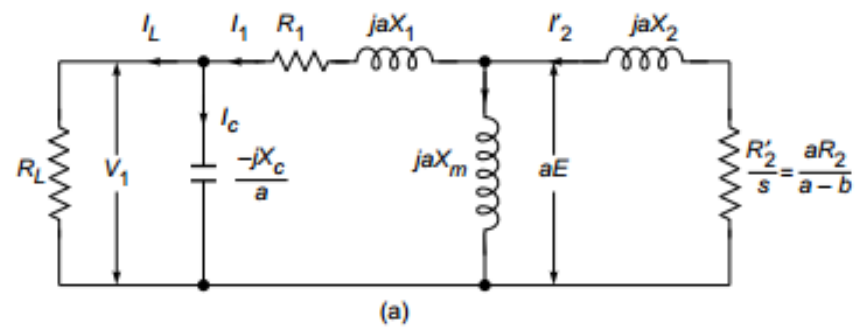 I_L I_1 R_1 jaX_1 I'_2 jaX_2
I_c
R_L V_1 -jX_c/a jaX_m aE R'_2/s = aR_2/(a – b)
(a)